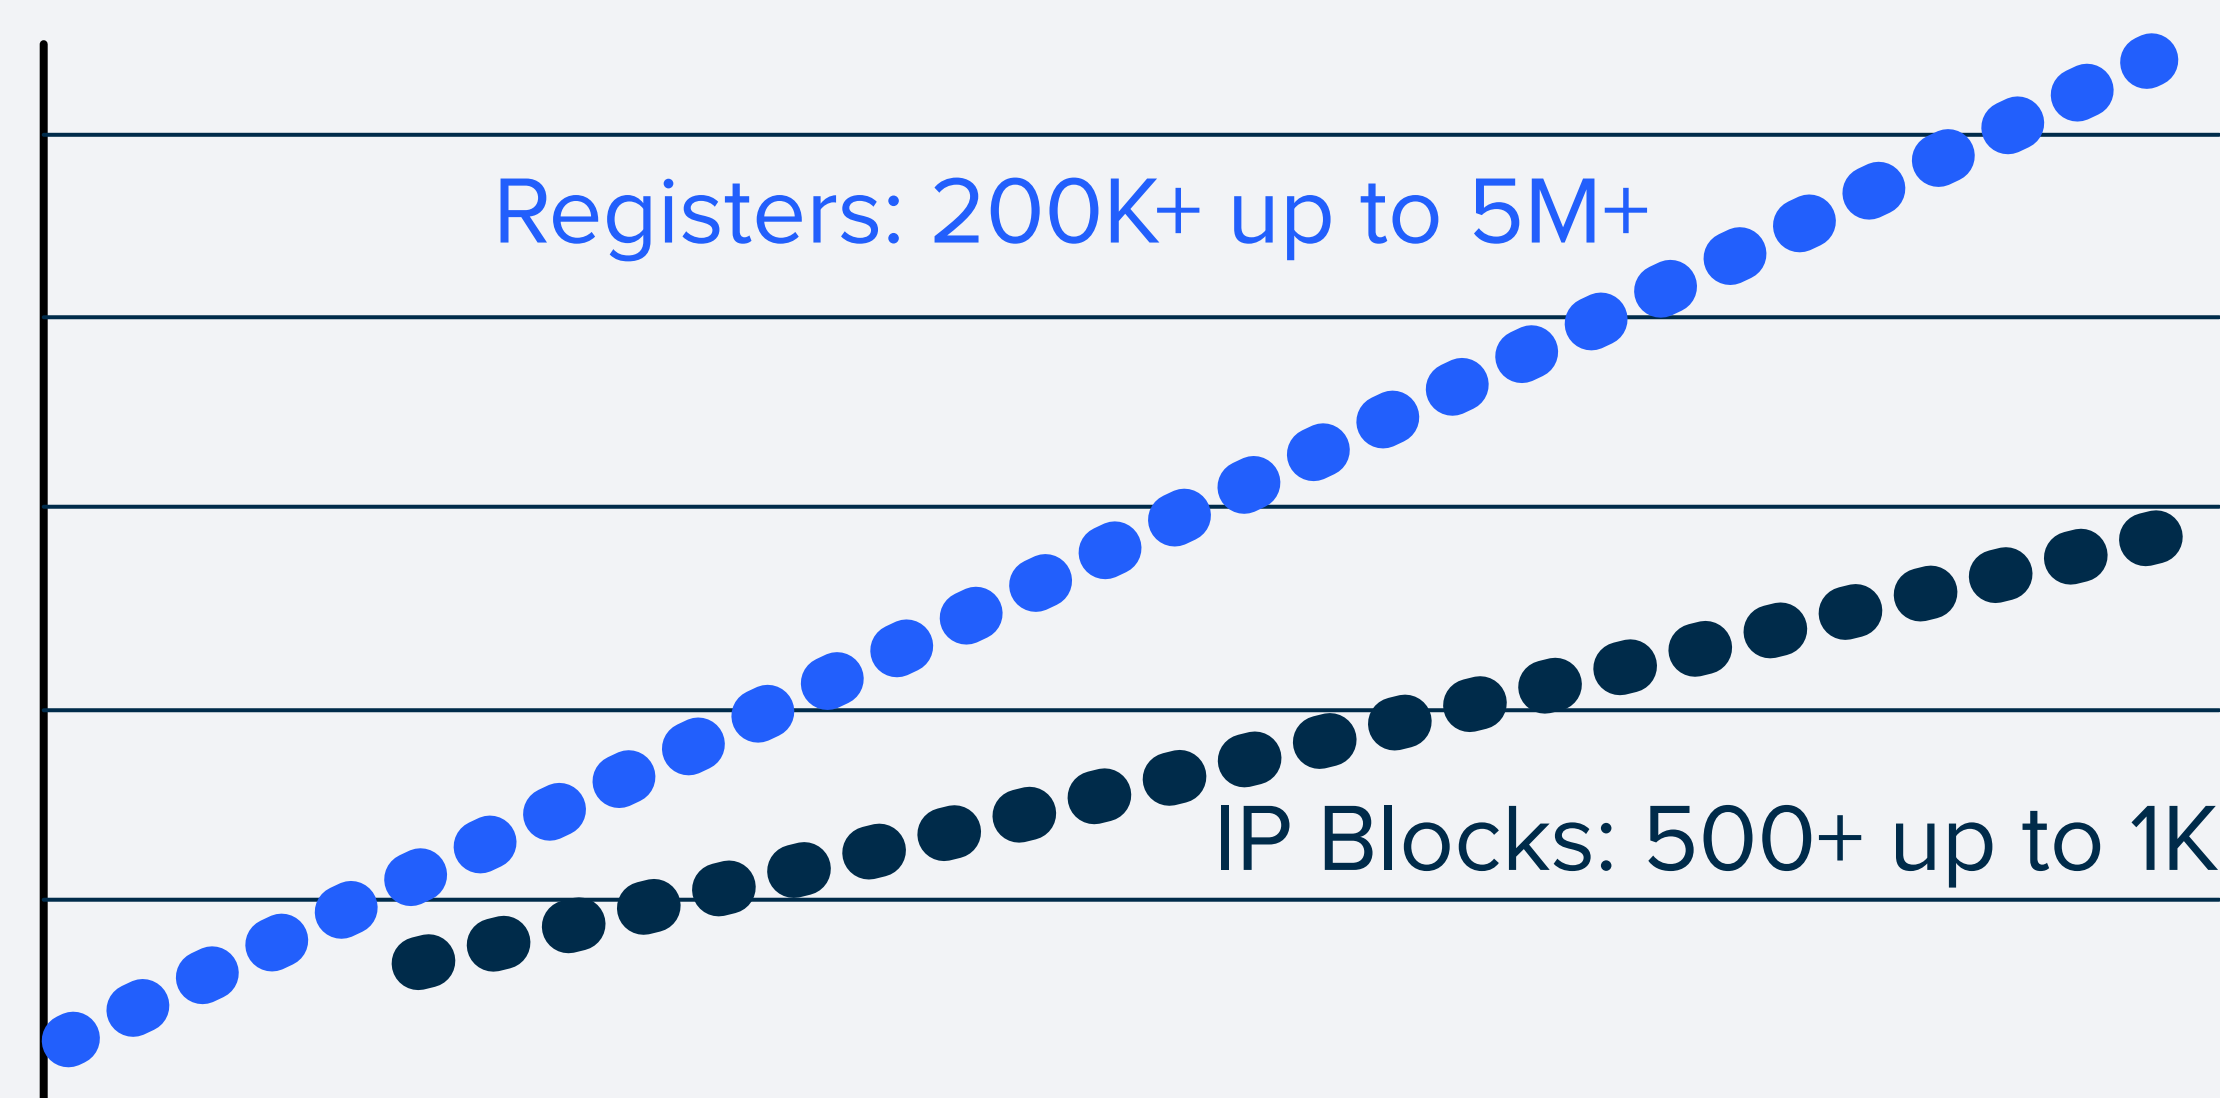 Registers: 200K+ up to 5M+
IP Blocks: 500+ up to 1K